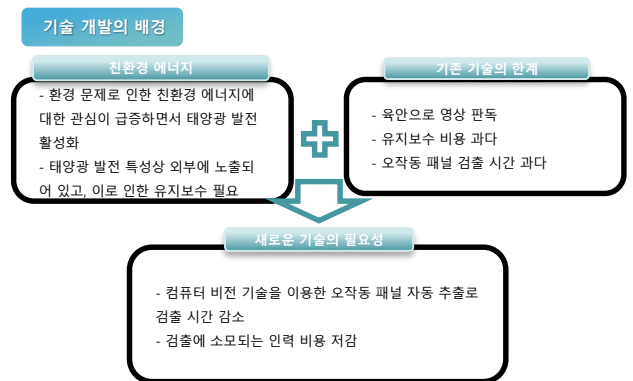 기술 개발의 배경
친환경 에너지
- 환경 문제로 인한 친환경 에너지에
대한 관심이 급증하면서 태양광 발전
활성화
- 태양광 발전 특성상 외부에 노출되
어 있고, 이로 인한 유지보수 필요
기존 기술의 한계
- 육안으로 영상 판독
- 유지보수 비용 과다
- 오작동 패널 검출 시간 과다
새로운 기술의 필요성
- 컴퓨터 비전 기술을 이용한 오작동 패널 자동 추출로
검출 시간 감소
- 검출에 소모되는 인력 비용 저감